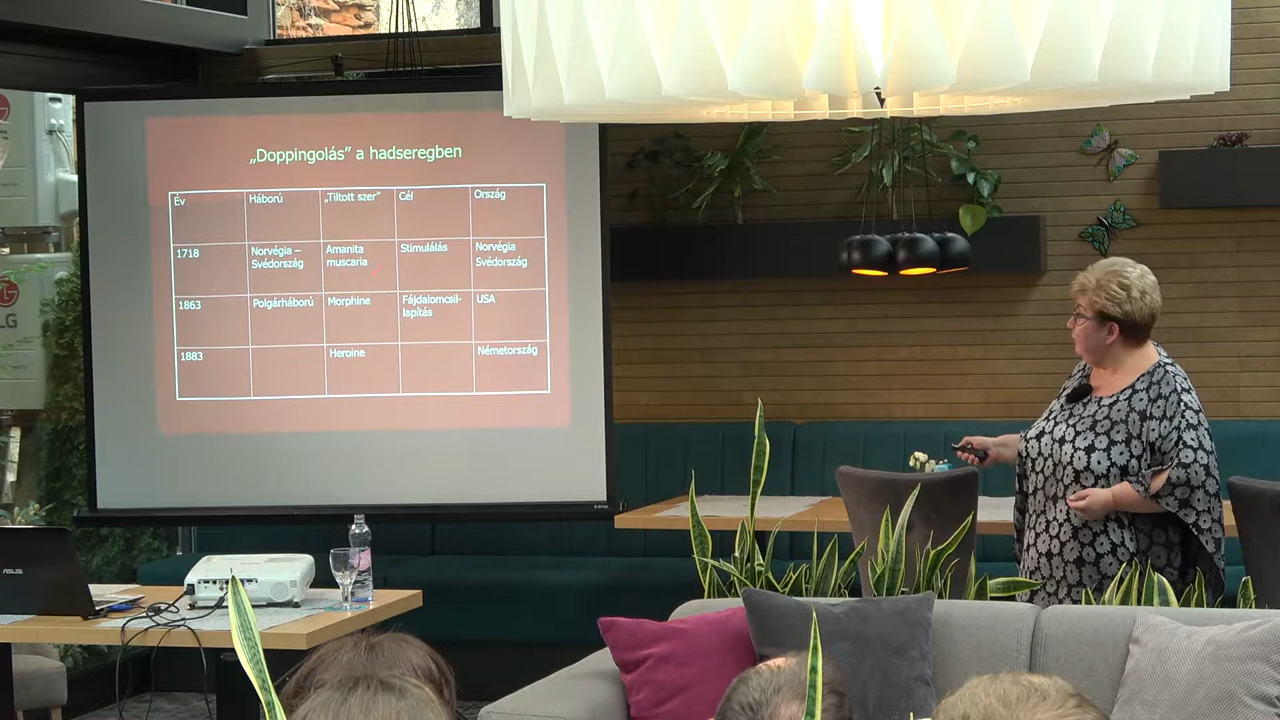 „Doppingolás” a hadseregben
Év Háború „Tiltott szer” Cél Ország
1718 Norvégia – Svédország Amanita muscaria Stimulálás Norvégia Svédország
1863 Polgárháború Morphine Fájdalomcsil-lapítás USA
1883 Heroine Németország
LG
ASUS